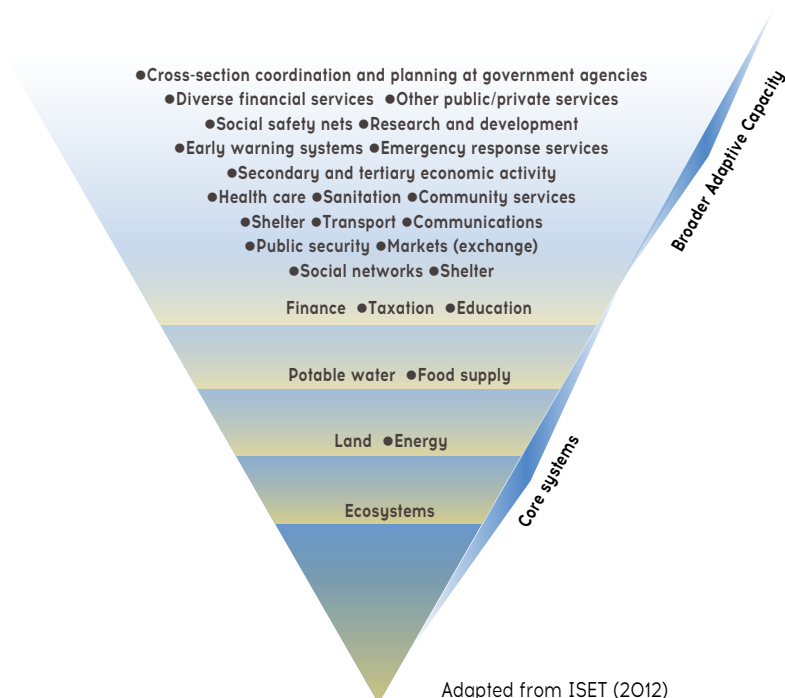 ●Cross-section coordination and planning at government agencies
●Diverse financial services ●Other public/private services
●Social safety nets ●Research and development
●Early warning systems ●Emergency response services
●Secondary and tertiary economic activity
●Health care ●Sanitation ●Community services
●Shelter ●Transport ●Communications
●Public security ●Markets (exchange)
●Social networks ●Shelter
Finance ●Taxation ●Education
Potable water ●Food supply
Land ●Energy
Ecosystems
Broader Adaptive Capacity
Core systems
Adapted from ISET (2012)